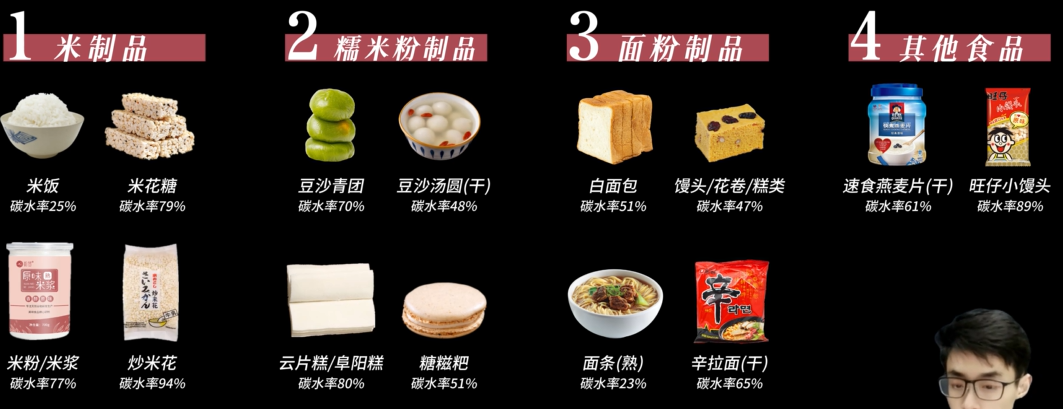 1 米制品
2 糯米粉制品
3 面粉制品
4 其他食品
米饭
碳水率25%
米花糖
碳水率79%
豆沙青团
碳水率70%
豆沙汤圆(干)
碳水率48%
白面包
碳水率51%
馒头/花卷/糕类
碳水率47%
速食燕麦片(干)
碳水率61%
旺仔小馒头
碳水率89%
原味
米浆
辛
라면
米粉/米浆
碳水率77%
炒米花
碳水率94%
云片糕/阜阳糕
碳水率80%
糖糍粑
碳水率51%
面条(熟)
碳水率23%
辛拉面(干)
碳水率65%